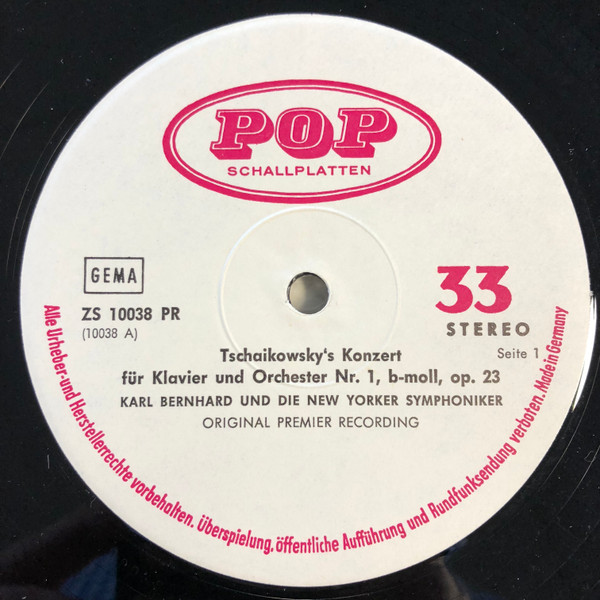 POP
SCHALLPLATTEN
GEMA
33
ZS 10038 PR
STEREO
(10038 A)
Seite 1
Tschaikowsky's Konzert
für Klavier und Orchester Nr. 1, b-moll, op. 23
KARL BERNHARD UND DIE NEW YORKER SYMPHONIKER
ORIGINAL PREMIER RECORDING
Alle Urheber- und Herstellerrechte vorbehalten. Überspielung, öffentliche Aufführung und Rundfunksendung verboten. Made in Germany